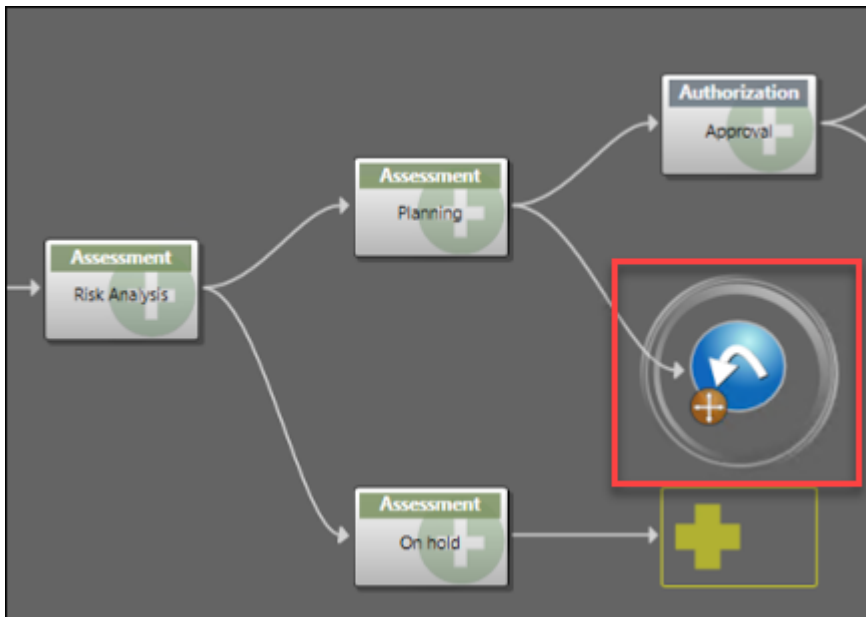 Authorization
Approval
Assessment
Planning
Assessment
Risk Analysis
Assessment
On hold